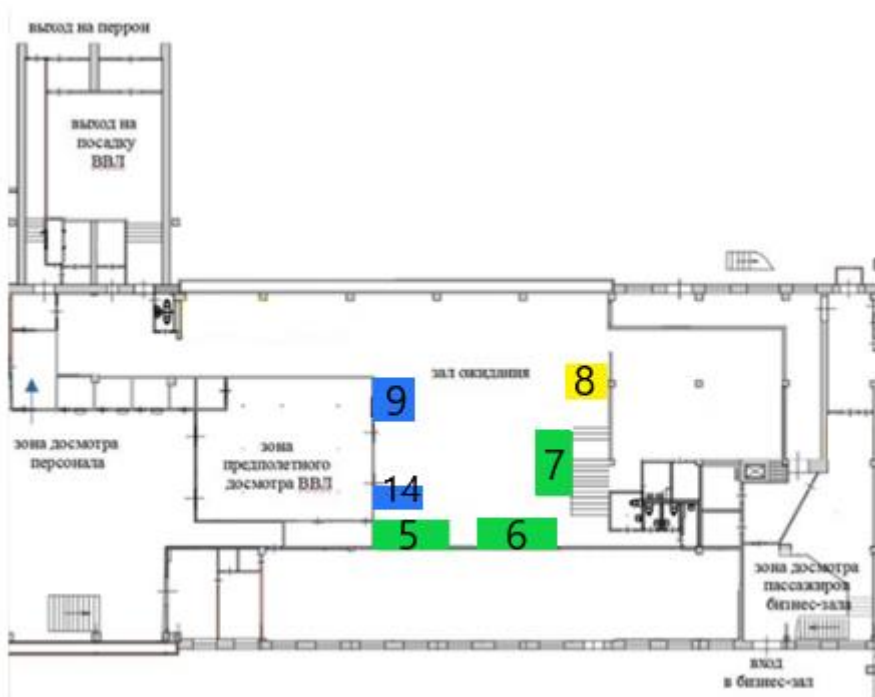 выход на перрон
выход на
посадку
ВВЛ
зал ожидания
8
9
7
зона досмотра
персонала
зона
предполетного
досмотра ВВЛ
14
5
6
зона досмотра
пассажиров
бизнес-зала
вход
в бизнес-зал